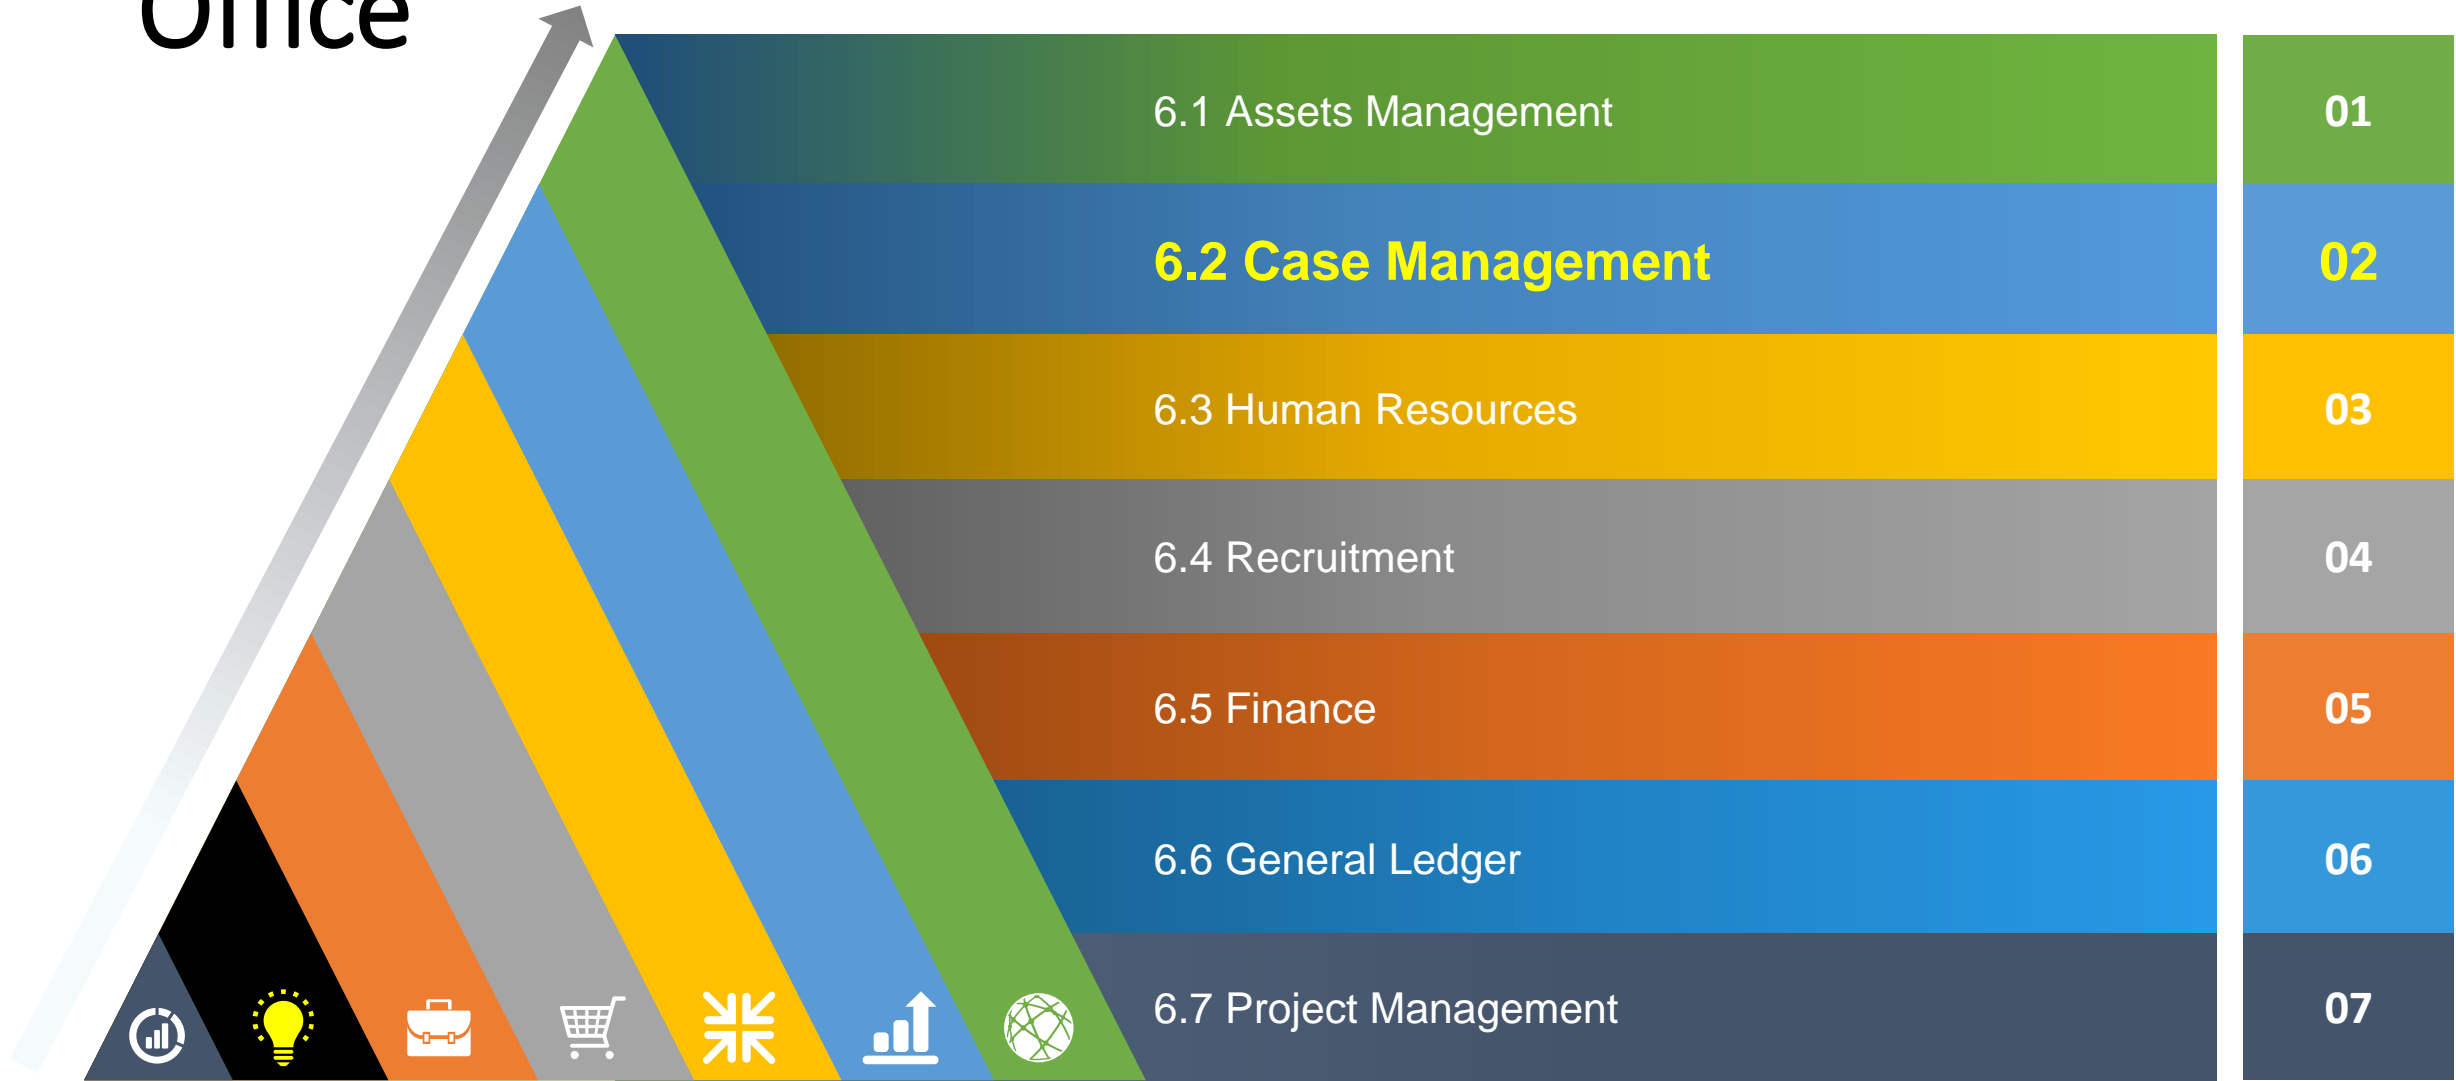 Office
6.1 Assets Management
01
6.2 Case Management
02
6.3 Human Resources
03
6.4 Recruitment
04
6.5 Finance
05
6.6 General Ledger
06
6.7 Project Management
07